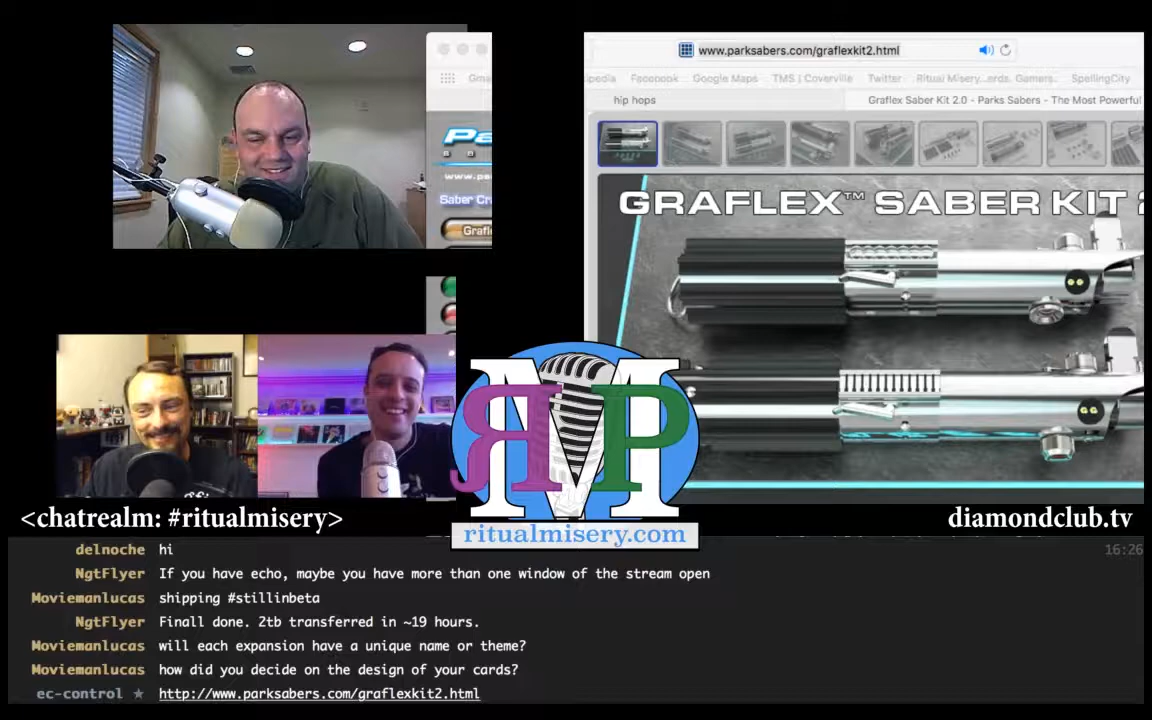 www.parksabers.com/graflexkit2.html
Facebook Google Maps TMS | Coverville Twitter Ritual Misery...erds. Gamers. SpellingCity
hip hops Graflex Saber Kit 2.0 - Parks Sabers - The Most Powerful
GRAFLEX™ SABER KIT
Saber Cr
Grafle
RMP
ritualmisery.com
<chatrealm: #ritualmisery>
diamondclub.tv
delnoche hi 16:26
NgtFlyer If you have echo, maybe you have more than one window of the stream open
Moviemanlucas shipping #stillinbeta
NgtFlyer Finall done. 2tb transferred in ~19 hours.
Moviemanlucas will each expansion have a unique name or theme?
Moviemanlucas how did you decide on the design of your cards?
ec-control ★ http://www.parksabers.com/graflexkit2.html